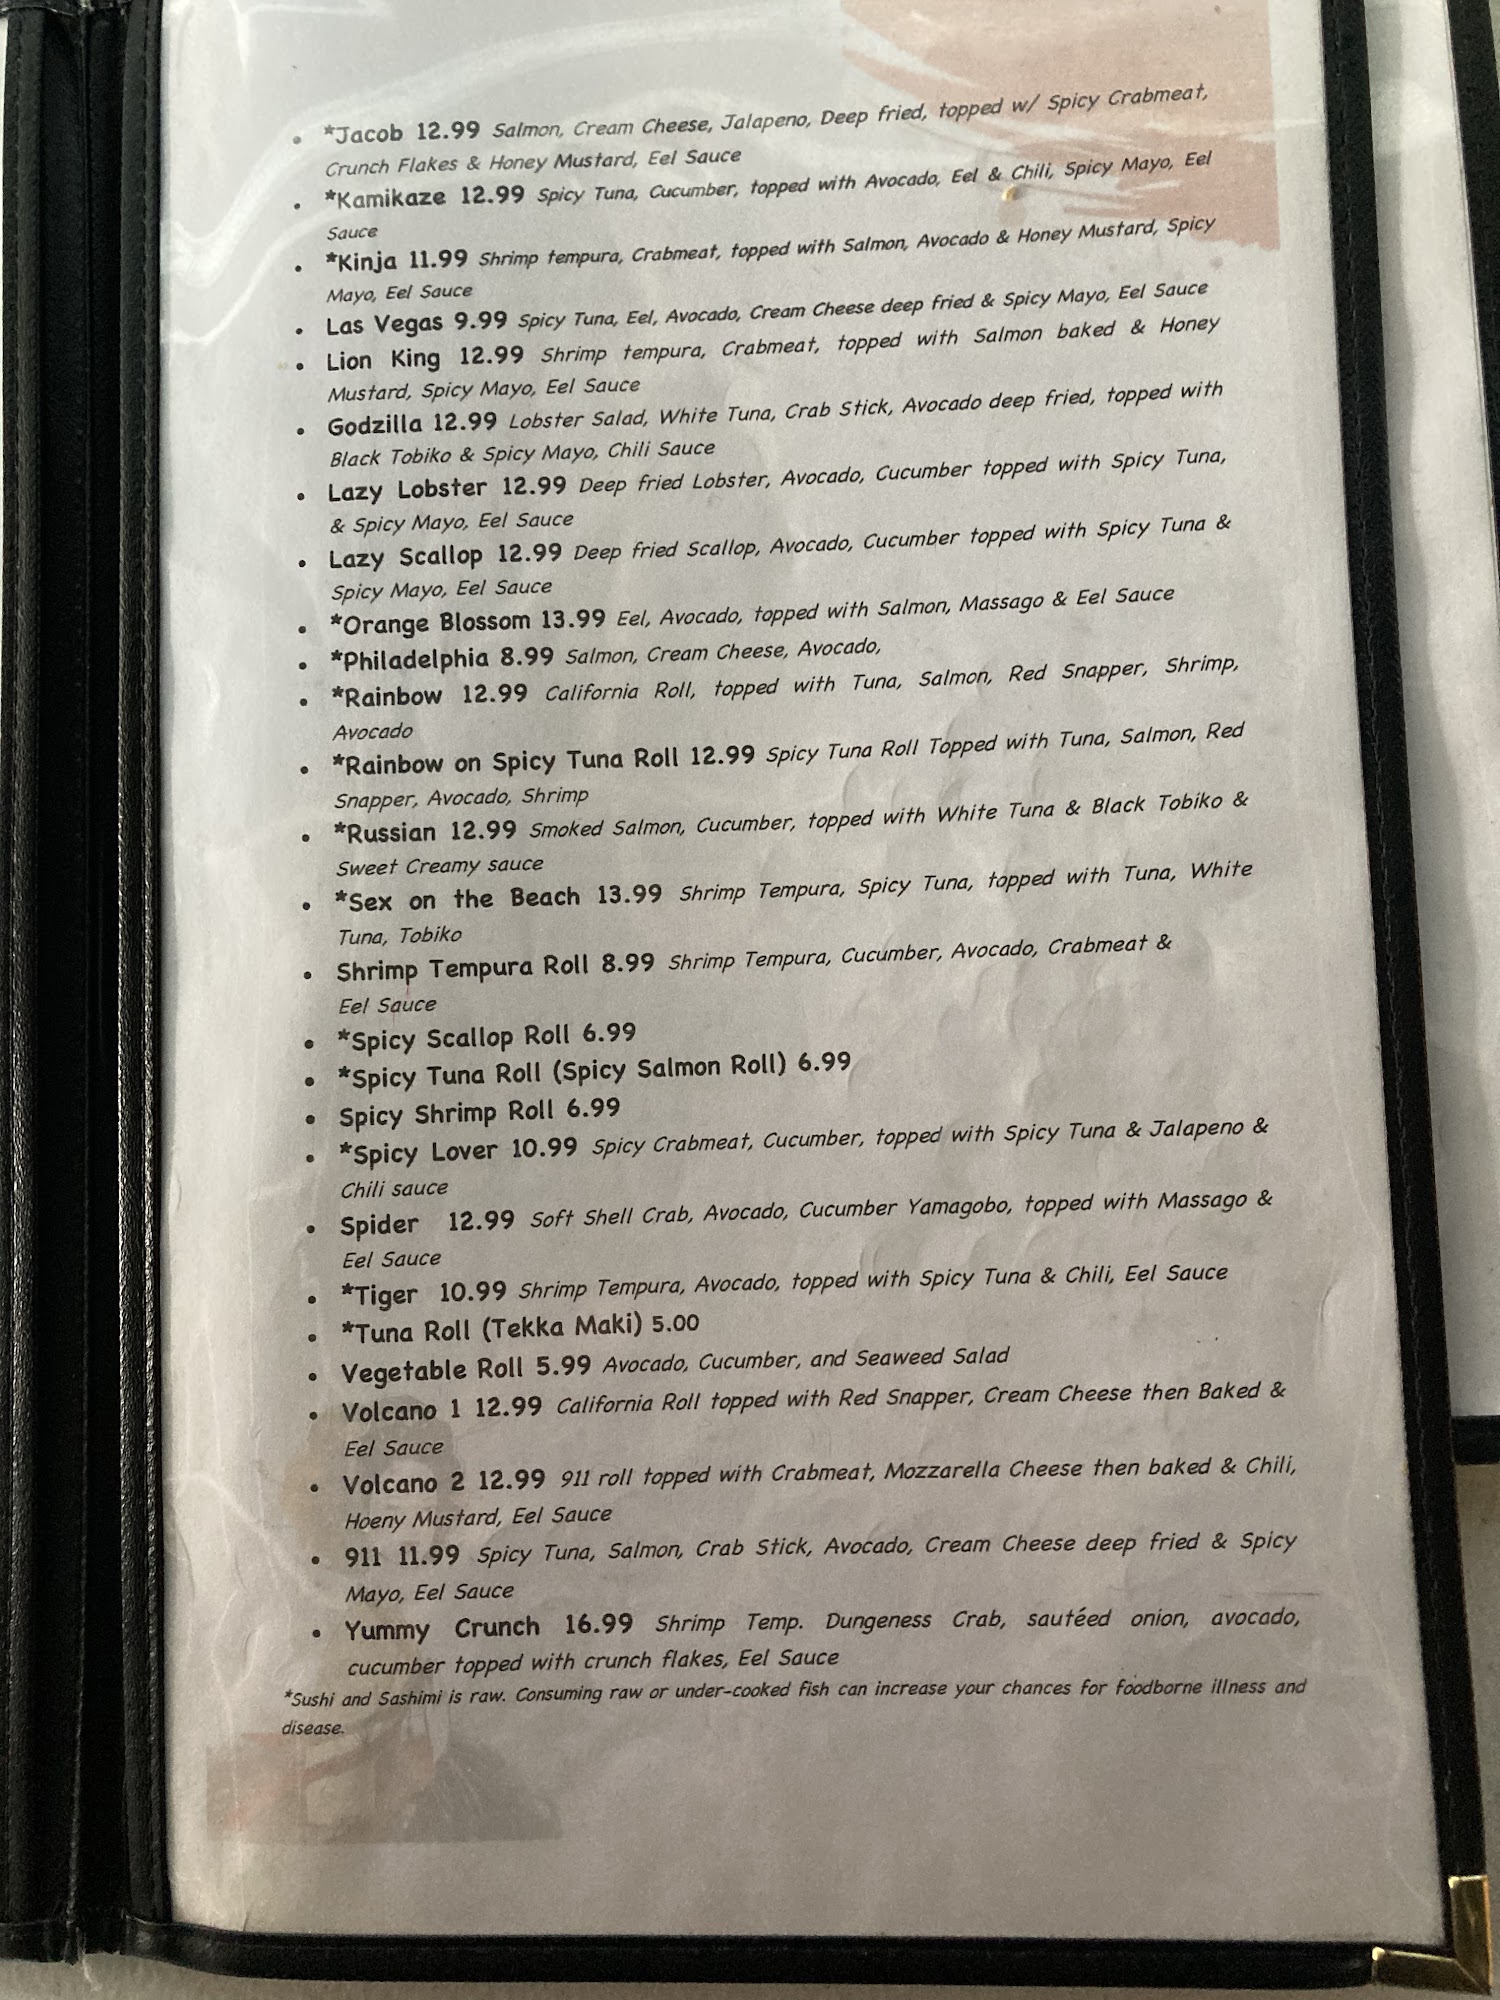 • *Jacob 12.99 Salmon, Cream Cheese, Jalapeno, Deep fried, topped w/ Spicy Crabmeat,
Crunch Flakes & Honey Mustard, Eel Sauce
• *Kamikaze 12.99 Spicy Tuna, Cucumber, topped with Avocado, Eel & Chili, Spicy Mayo, Eel
Sauce
• *Kinja 11.99 Shrimp tempura, Crabmeat, topped with Salmon, Avocado & Honey Mustard, Spicy
Mayo, Eel Sauce
• Las Vegas 9.99 Spicy Tuna, Eel, Avocado, Cream Cheese deep fried & Spicy Mayo, Eel Sauce
• Lion King 12.99 Shrimp tempura, Crabmeat, topped with Salmon baked & Honey
Mustard, Spicy Mayo, Eel Sauce
• Godzilla 12.99 Lobster Salad, White Tuna, Crab Stick, Avocado deep fried, topped with
Black Tobiko & Spicy Mayo, Chili Sauce
• Lazy Lobster 12.99 Deep fried Lobster, Avocado, Cucumber topped with Spicy Tuna,
& Spicy Mayo, Eel Sauce
• Lazy Scallop 12.99 Deep fried Scallop, Avocado, Cucumber topped with Spicy Tuna &
Spicy Mayo, Eel Sauce
• *Orange Blossom 13.99 Eel, Avocado, topped with Salmon, Massago & Eel Sauce
• *Philadelphia 8.99 Salmon, Cream Cheese, Avocado,
• *Rainbow 12.99 California Roll, topped with Tuna, Salmon, Red Snapper, Shrimp,
Avocado
• *Rainbow on Spicy Tuna Roll 12.99 Spicy Tuna Roll Topped with Tuna, Salmon, Red
Snapper, Avocado, Shrimp
• *Russian 12.99 Smoked Salmon, Cucumber, topped with White Tuna & Black Tobiko &
Sweet Creamy sauce
• *Sex on the Beach 13.99 Shrimp Tempura, Spicy Tuna, topped with Tuna, White
Tuna, Tobiko
• Shrimp Tempura Roll 8.99 Shrimp Tempura, Cucumber, Avocado, Crabmeat &
Eel Sauce
• *Spicy Scallop Roll 6.99
• *Spicy Tuna Roll (Spicy Salmon Roll) 6.99
• Spicy Shrimp Roll 6.99
• *Spicy Lover 10.99 Spicy Crabmeat, Cucumber, topped with Spicy Tuna & Jalapeno &
Chili sauce
• Spider 12.99 Soft Shell Crab, Avocado, Cucumber Yamagobo, topped with Massago &
Eel Sauce
• *Tiger 10.99 Shrimp Tempura, Avocado, topped with Spicy Tuna & Chili, Eel Sauce
• *Tuna Roll (Tekka Maki) 5.00
• Vegetable Roll 5.99 Avocado, Cucumber, and Seaweed Salad
• Volcano 1 12.99 California Roll topped with Red Snapper, Cream Cheese then Baked &
Eel Sauce
• Volcano 2 12.99 911 roll topped with Crabmeat, Mozzarella Cheese then baked & Chili,
Hoeny Mustard, Eel Sauce
• 911 11.99 Spicy Tuna, Salmon, Crab Stick, Avocado, Cream Cheese deep fried & Spicy
Mayo, Eel Sauce
• Yummy Crunch 16.99 Shrimp Temp. Dungeness Crab, sautéed onion, avocado,
cucumber topped with crunch flakes, Eel Sauce
*Sushi and Sashimi is raw. Consuming raw or under-cooked fish can increase your chances for foodborne illness and
disease.